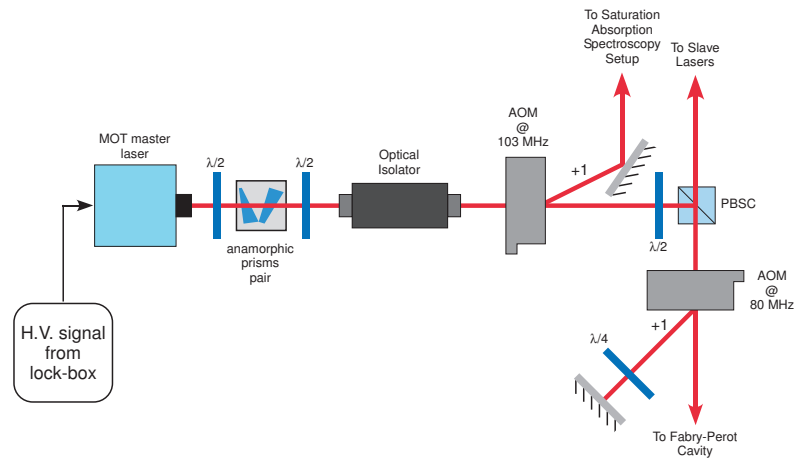 To Saturation
Absorption
Spectroscopy
Setup
To Slave
Lasers
AOM
@
103 MHz
MOT master
laser
λ/2
λ/2
Optical
Isolator
+1
PBSC
anamorphic
prisms
pair
λ/2
AOM
@
80 MHz
H.V. signal
from
lock-box
+1
λ/4
To Fabry-Perot
Cavity